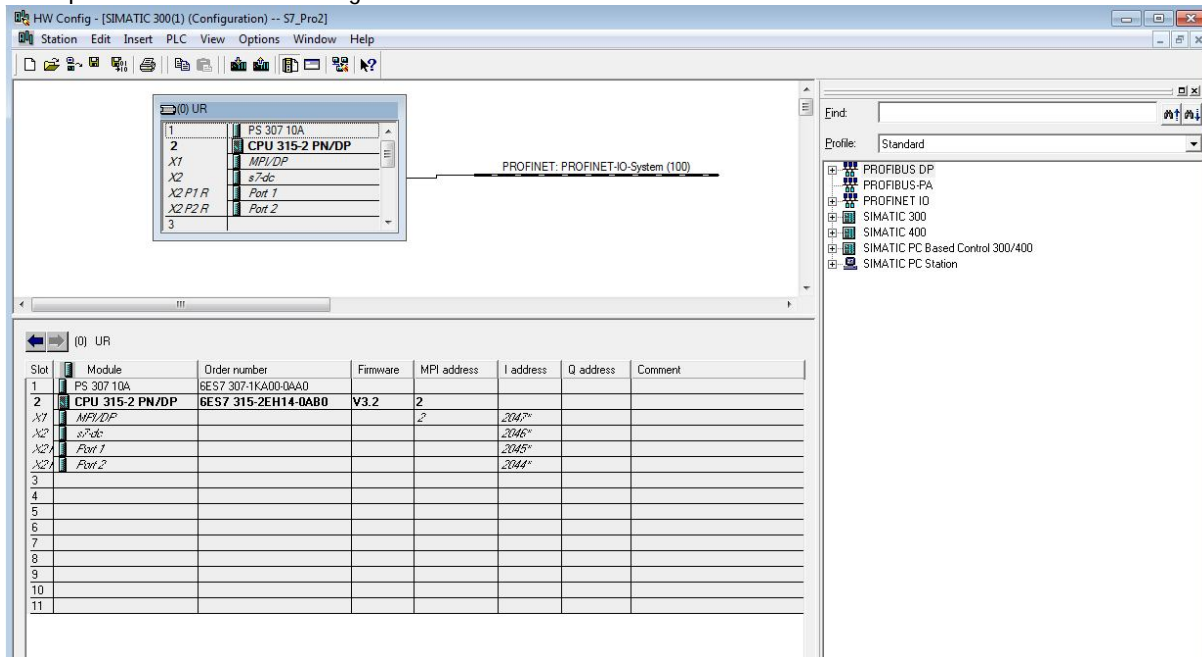 HW Config - [SIMATIC 300(1) (Configuration) -- S7_Pro2]
Station Edit Insert PLC View Options Window Help
(0) UR
1 PS 307 10A
2 CPU 315-2 PN/DP
X1 MPI/DP
X2 s7-dc
X2 P1 R Port 1
X2 P2 R Port 2
3
PROFINET: PROFINET-IO-System (100)
Find:
Profile: Standard
PROFIBUS DP
PROFIBUS-PA
PROFINET IO
SIMATIC 300
SIMATIC 400
SIMATIC PC Based Control 300/400
SIMATIC PC Station
(0) UR
Slot Module Order number Firmware MPI address I address Q address Comment
1 PS 307 10A 6ES7 307-1KA00-0AA0
2 CPU 315-2 PN/DP 6ES7 315-2EH14-0AB0 V3.2 2
X1 MPI/DP 2 2047*
X2 s7-dc 2046*
X2 Port 1 2045*
X2 Port 2 2044*
3
4
5
6
7
8
9
10
11